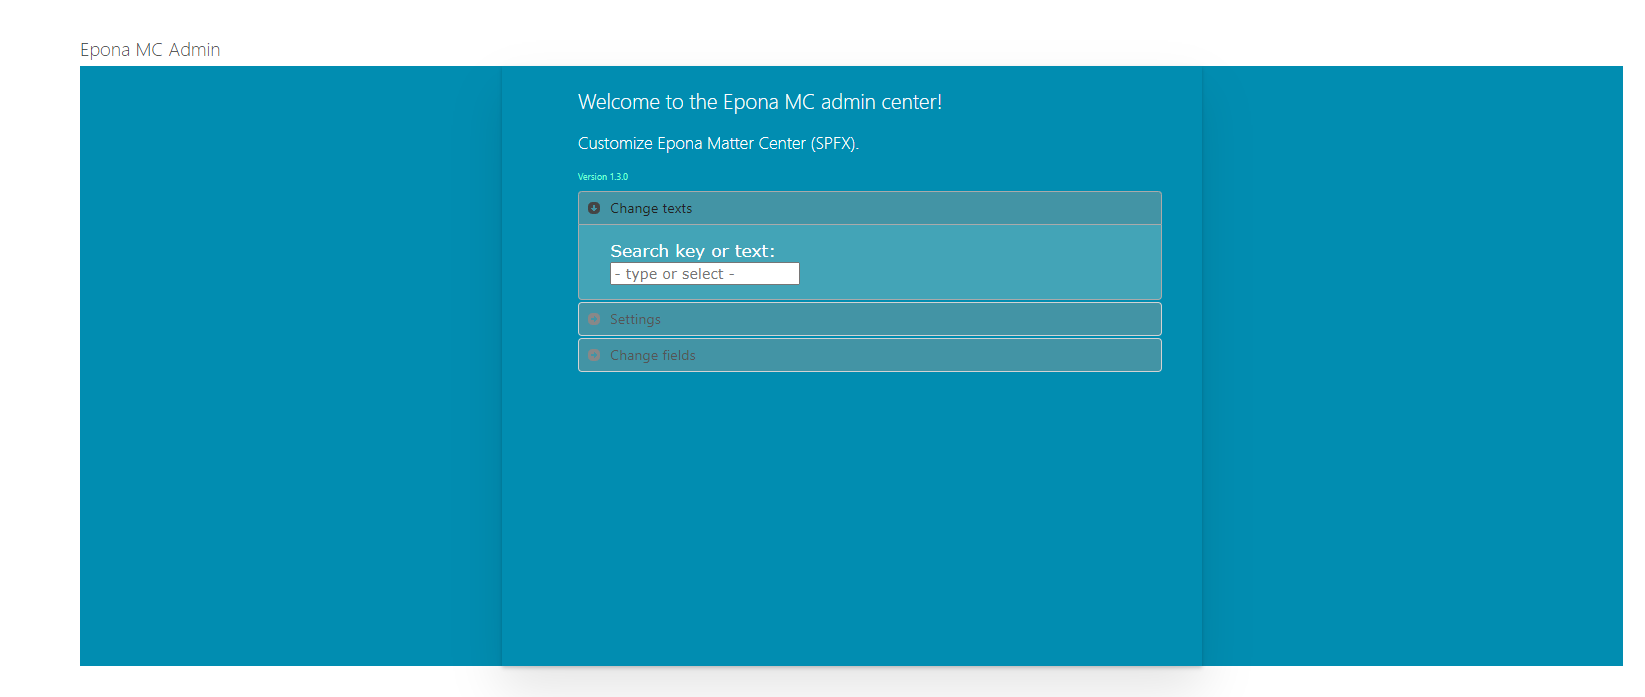 Epona MC Admin
Welcome to the Epona MC admin center!
Customize Epona Matter Center (SPFX).
Version 1.3.0
Change texts
Search key or text:
- type or select -
Settings
Change fields